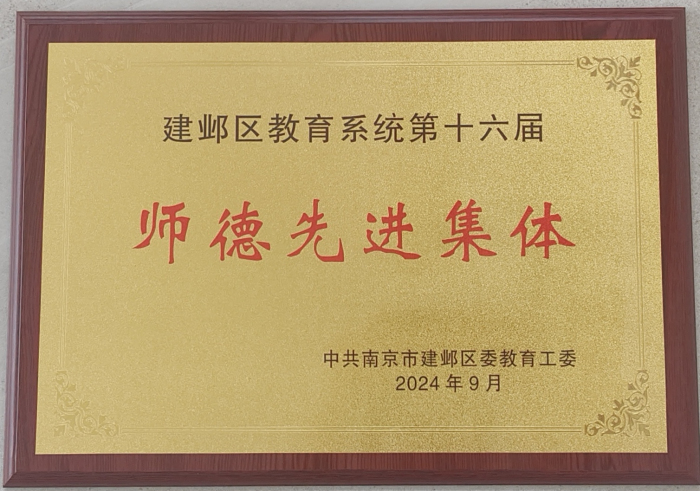 建邺区教育系统第十六届
师德先进集体
中共南京市建邺区委教育工委
2024年9月